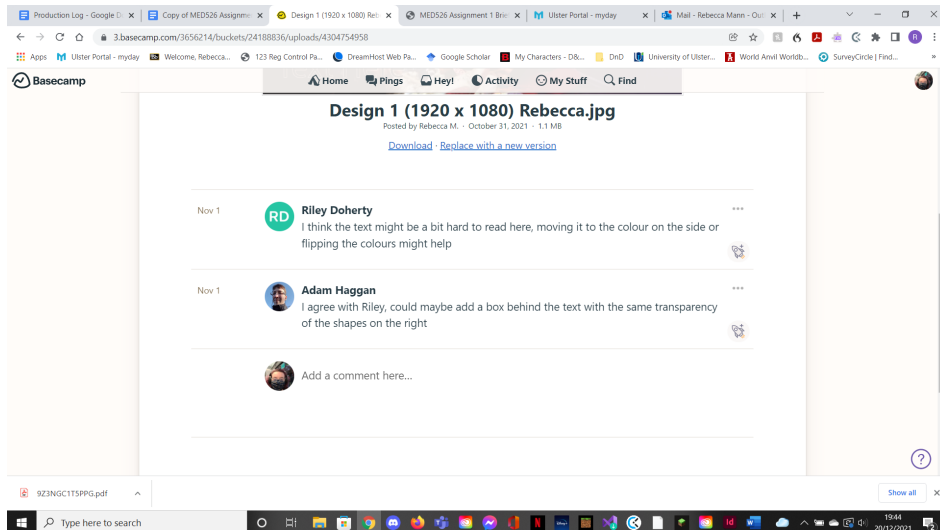 Production Log - Google D
Copy of MED526 Assignme
Design 1 (1920 x 1080) Reb
MED526 Assignment 1 Brie
Ulster Portal - myday
Mail - Rebecca Mann - Out
3.basecamp.com/3656214/buckets/24188836/uploads/4304754958
R
Apps
Ulster Portal - myday
Welcome, Rebecca...
123 Reg Control Pa...
DreamHost Web Pa...
Google Scholar
My Characters - D&...
DnD
University of Ulster...
World Anvil Worldb...
SurveyCircle | Find...
Basecamp
Home
Pings
Hey!
Activity
My Stuff
Find
Design 1 (1920 x 1080) Rebecca.jpg
Posted by Rebecca M. · October 31, 2021 · 1.1 MB
Download · Replace with a new version
Nov 1
RD
Riley Doherty
I think the text might be a bit hard to read here, moving it to the colour on the side or
flipping the colours might help
Nov 1
Adam Haggan
I agree with Riley, could maybe add a box behind the text with the same transparency
of the shapes on the right
Add a comment here...
?
9Z3NGC1T5PPG.pdf
Show all
Type here to search
19:44
20/12/2021